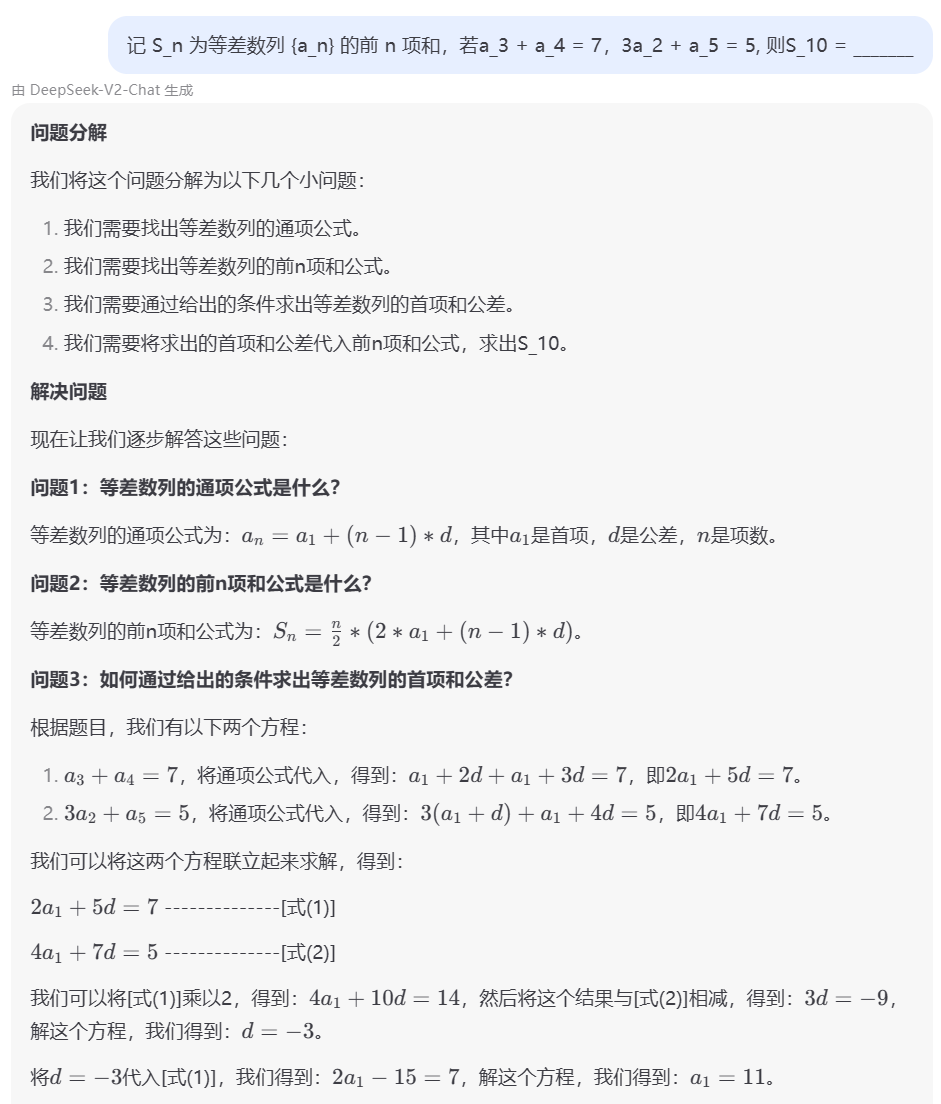 记 S_n 为等差数列 {a_n} 的前 n 项和，若a_3 + a_4 = 7，3a_2 + a_5 = 5, 则S_10 = _______
由 DeepSeek-V2-Chat 生成
问题分解
我们将这个问题分解为以下几个小问题：
1. 我们需要找出等差数列的通项公式。
2. 我们需要找出等差数列的前n项和公式。
3. 我们需要通过给出的条件求出等差数列的首项和公差。
4. 我们需要将求出的首项和公差代入前n项和公式，求出S_10。
解决问题
现在让我们逐步解答这些问题：
问题1：等差数列的通项公式是什么？
等差数列的通项公式为：$a_n = a_1 + (n - 1) * d$，其中$a_1$是首项，$d$是公差，$n$是项数。
问题2：等差数列的前n项和公式是什么？
等差数列的前n项和公式为：$S_n = \frac{n}{2} * (2 * a_1 + (n - 1) * d)$。
问题3：如何通过给出的条件求出等差数列的首项和公差？
根据题目，我们有以下两个方程：
1. $a_3 + a_4 = 7$，将通项公式代入，得到：$a_1 + 2d + a_1 + 3d = 7$，即$2a_1 + 5d = 7$。
2. $3a_2 + a_5 = 5$，将通项公式代入，得到：$3(a_1 + d) + a_1 + 4d = 5$，即$4a_1 + 7d = 5$。
我们可以将这两个方程联立起来求解，得到：
$2a_1 + 5d = 7$ --------------[式(1)]
$4a_1 + 7d = 5$ --------------[式(2)]
我们可以将[式(1)]乘以2，得到：$4a_1 + 10d = 14$，然后将这个结果与[式(2)]相减，得到：$3d = -9$，
解这个方程，我们得到：$d = -3$。
将$d = -3$代入[式(1)]，我们得到：$2a_1 - 15 = 7$，解这个方程，我们得到：$a_1 = 11$。